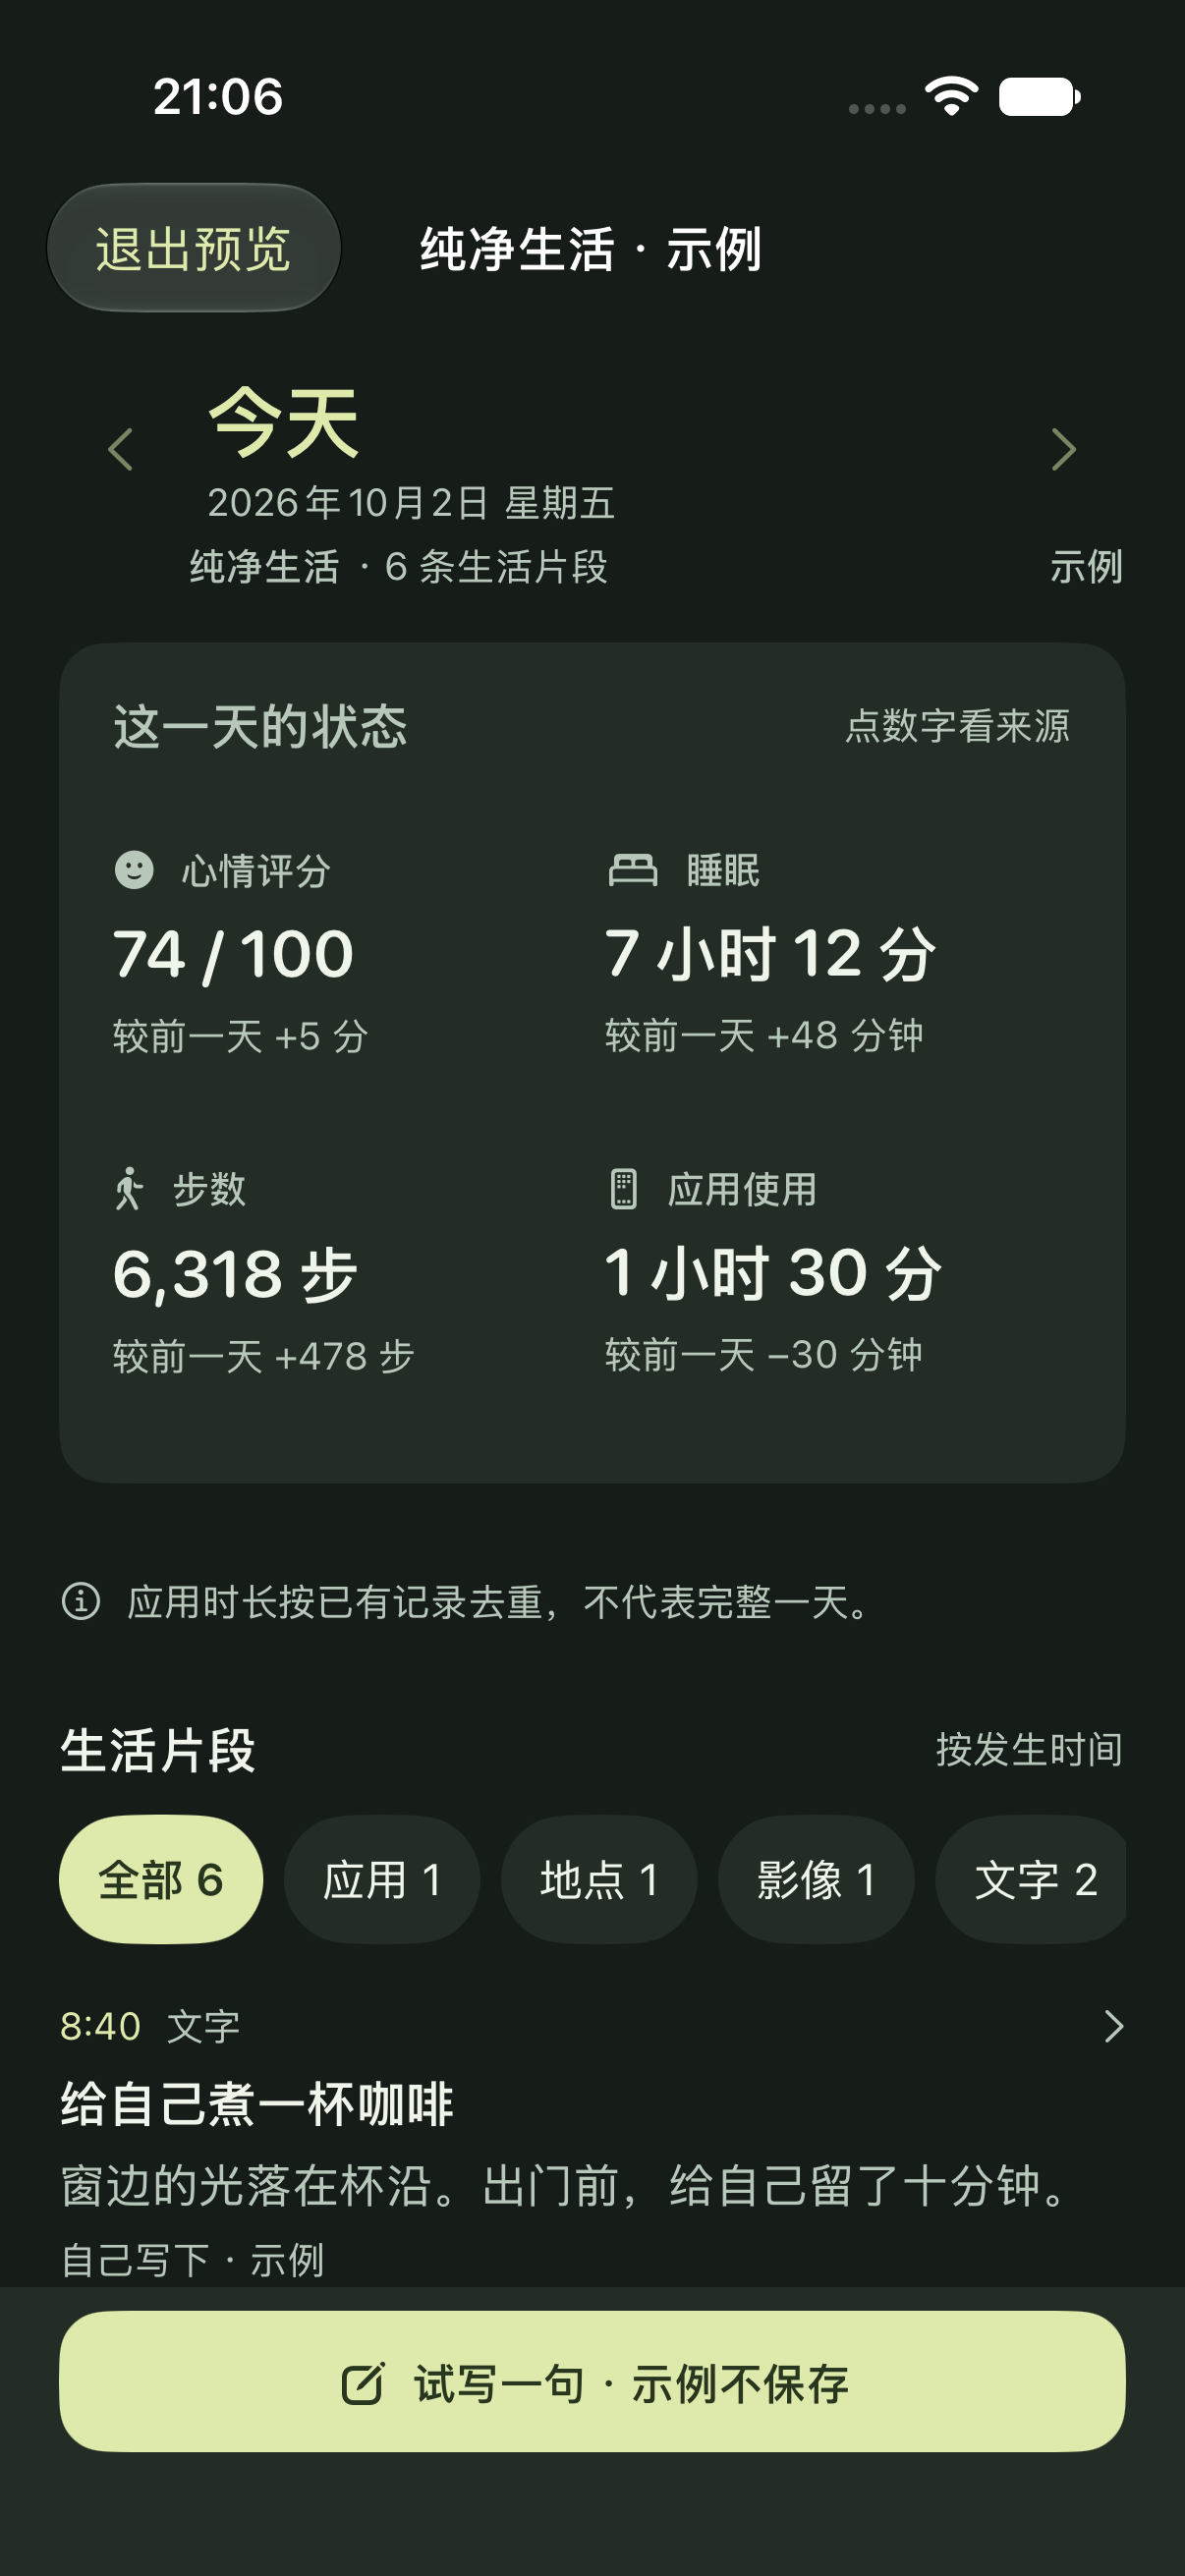 21:06
退出预览
纯净生活 · 示例
今天
2026年10月2日 星期五
纯净生活 · 6 条生活片段
示例
这一天的状态
点数字看来源
心情评分
睡眠
74 / 100
7 小时 12 分
较前一天 +5 分
较前一天 +48 分钟
步数
应用使用
6,318 步
1 小时 30 分
较前一天 +478 步
较前一天 −30 分钟
应用时长按已有记录去重，不代表完整一天。
生活片段
按发生时间
全部 6
应用 1
地点 1
影像 1
文字 2
8:40 文字
给自己煮一杯咖啡
窗边的光落在杯沿。出门前，给自己留了十分钟。
自己写下 · 示例
试写一句 · 示例不保存